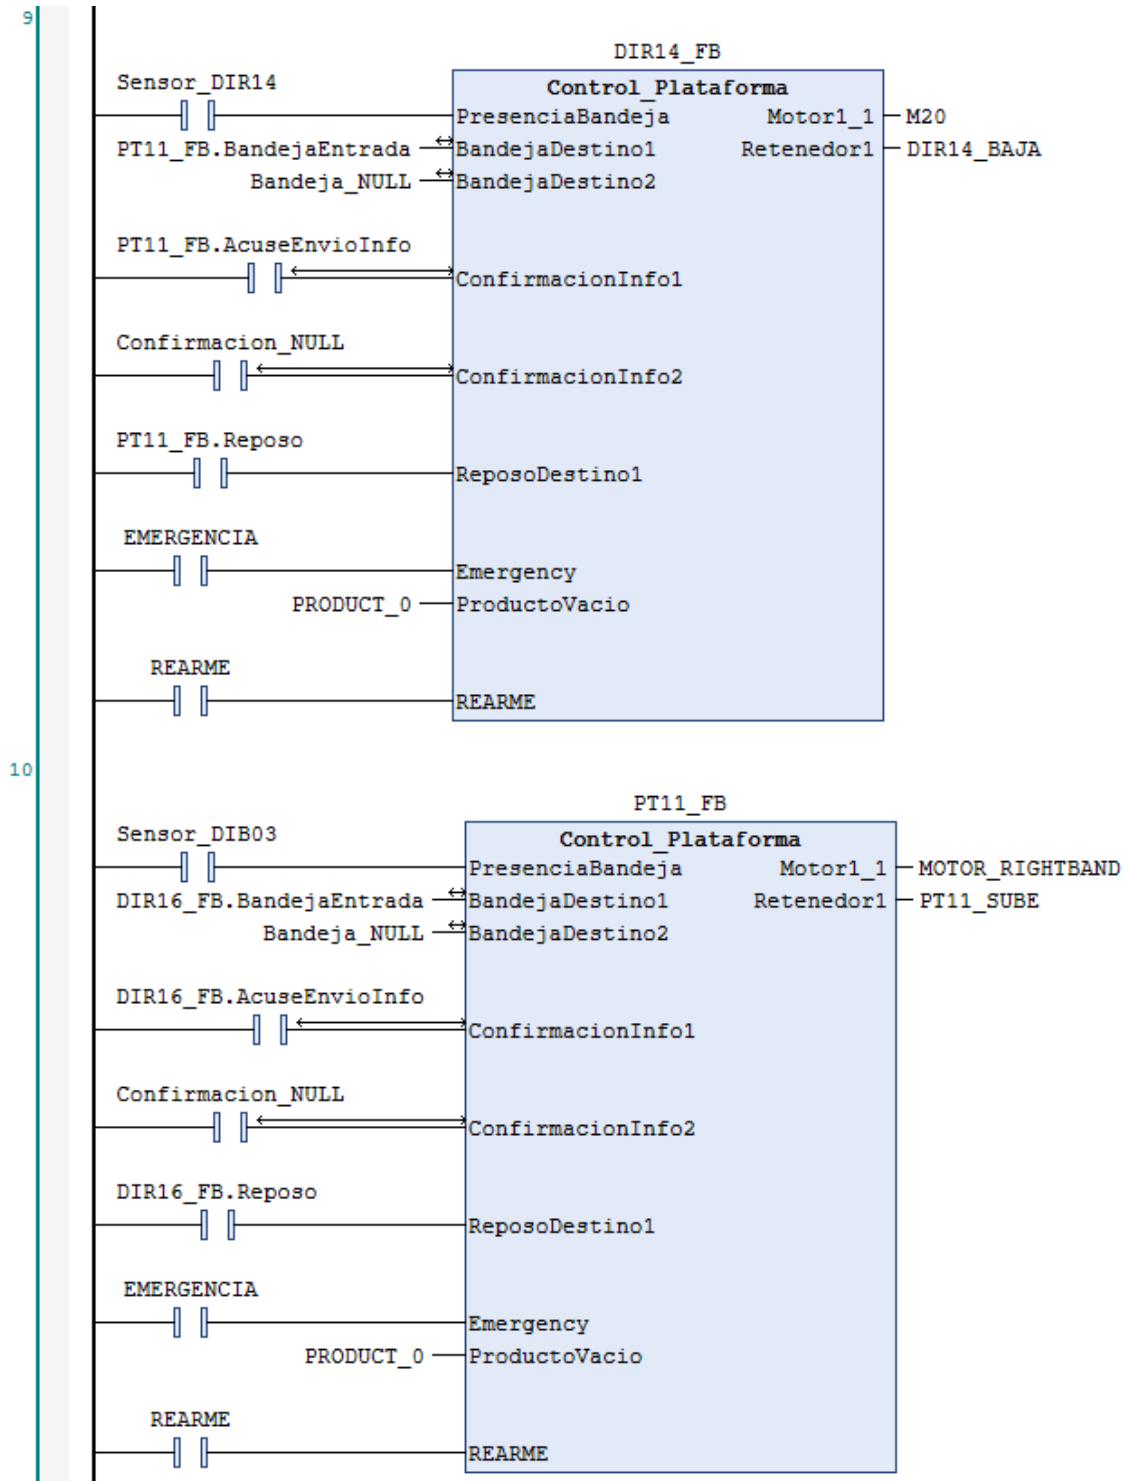 9
DIR14_FB
Sensor_DIR14
Control_Plataforma
PresenciaBandeja Motor1_1 M20
PT11_FB.BandejaEntrada BandejaDestino1 Retenedor1 DIR14_BAJA
Bandeja_NULL BandejaDestino2
PT11_FB.AcuseEnvioInfo
ConfirmacionInfo1
Confirmacion_NULL
ConfirmacionInfo2
PT11_FB.Reposo
ReposoDestino1
EMERGENCIA
Emergency
PRODUCT_0 ProductoVacio
REARME
REARME
10
PT11_FB
Sensor_DIB03
Control_Plataforma
PresenciaBandeja Motor1_1 MOTOR_RIGHTBAND
DIR16_FB.BandejaEntrada BandejaDestino1 Retenedor1 PT11_SUBE
Bandeja_NULL BandejaDestino2
DIR16_FB.AcuseEnvioInfo
ConfirmacionInfo1
Confirmacion_NULL
ConfirmacionInfo2
DIR16_FB.Reposo
ReposoDestino1
EMERGENCIA
Emergency
PRODUCT_0 ProductoVacio
REARME
REARME